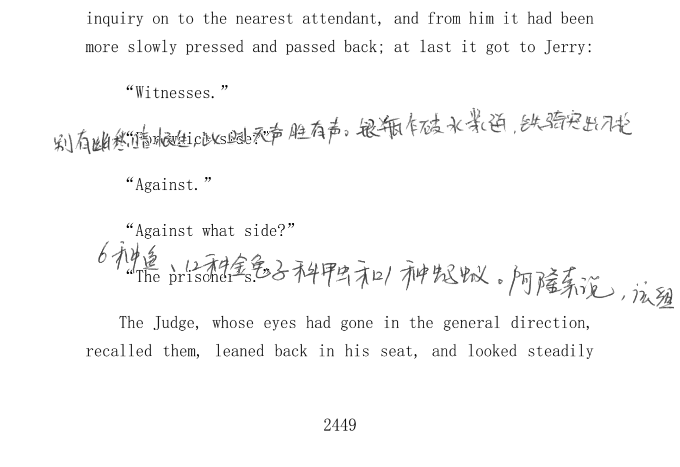 inquiry on to the nearest attendant, and from him it had been
more slowly pressed and passed back; at last it got to Jerry:
“Witnesses.”
别有幽愁暗恨生,此时无声胜有声。银瓶乍破水浆迸,铁骑突出刀枪
“For which side?”
“Against.”
“Against what side?”
6种鱼、12种金龟子科甲虫和1种蚂蚁。阿隆索说,该组
“The prisoner's.”
The Judge, whose eyes had gone in the general direction,
recalled them, leaned back in his seat, and looked steadily
2449